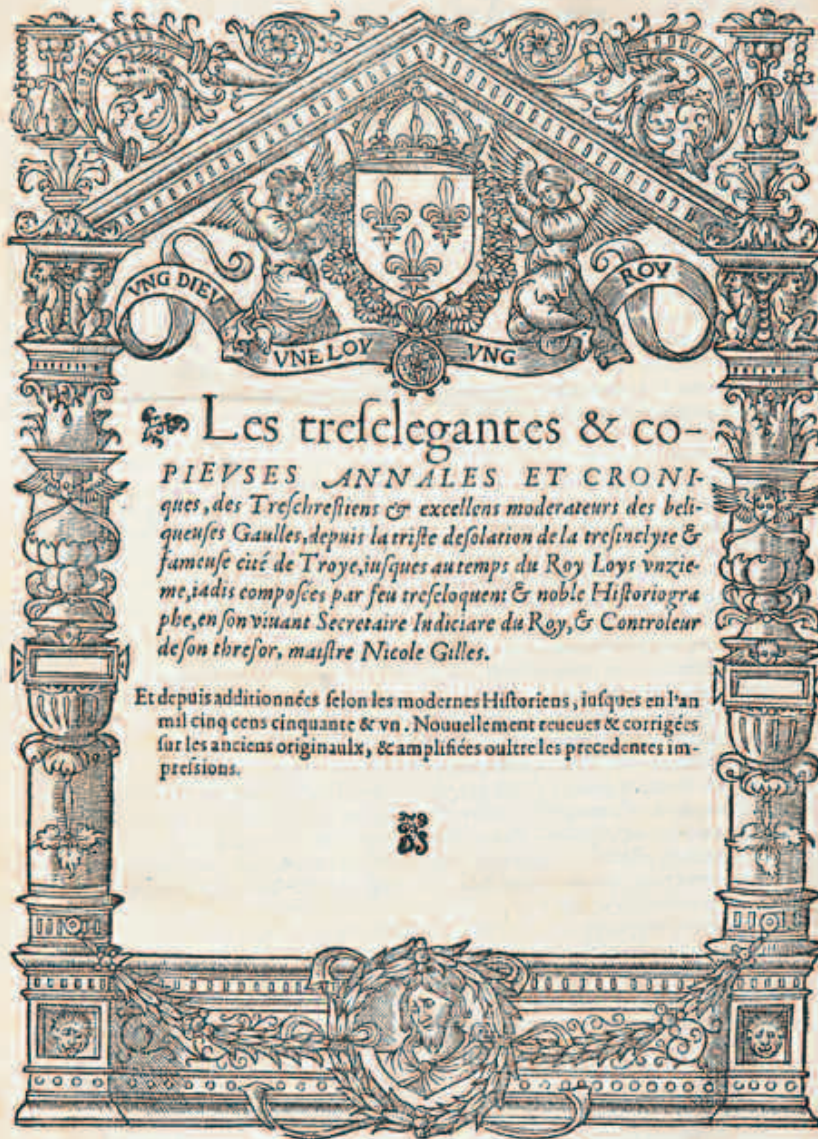 VNG DIEV
VNE LOY
VNG
ROY
Les treſelegantes & co-
PIEVSES ANNALES ET CRONI-
ques, des Treſchreſtiens & excellens moderateurs des beli-
queuſes Gaulles, depuis la triſte deſolation de la treſinclyte &
fameuſe cité de Troye, iuſques au temps du Roy Loys vnzie-
me, iadis compoſées par feu treſeloquent & noble Hiſtoriogra
phe, en ſon viuant Secretaire Indiciare du Roy, & Controleur
de ſon threſor, maiſtre Nicole Gilles.
Et depuis additionnées ſelon les modernes Hiſtoriens, iuſques en l'an
mil cinq cens cinquante & vn. Nouuellement reueues & corrigées
ſur les anciens originaulx, & amplifiées oultre les precedentes im-
preſsions.